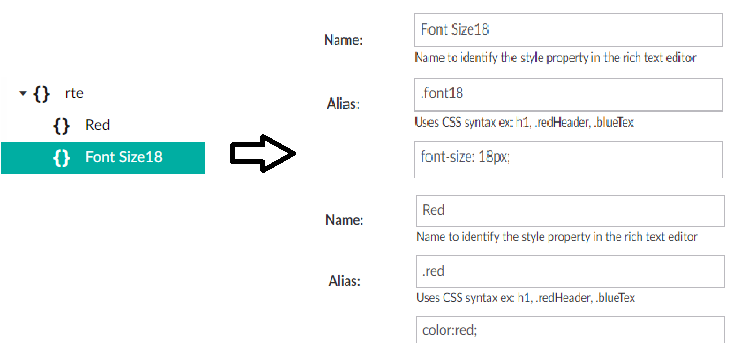 {} rte
{} Red
{} Font Size18
Name:
Font Size18
Name to identify the style property in the rich text editor
Alias:
.font18
Uses CSS syntax ex: h1, .redHeader, .blueTex
font-size: 18px;
Name:
Red
Name to identify the style property in the rich text editor
Alias:
.red
Uses CSS syntax ex: h1, .redHeader, .blueTex
color:red;